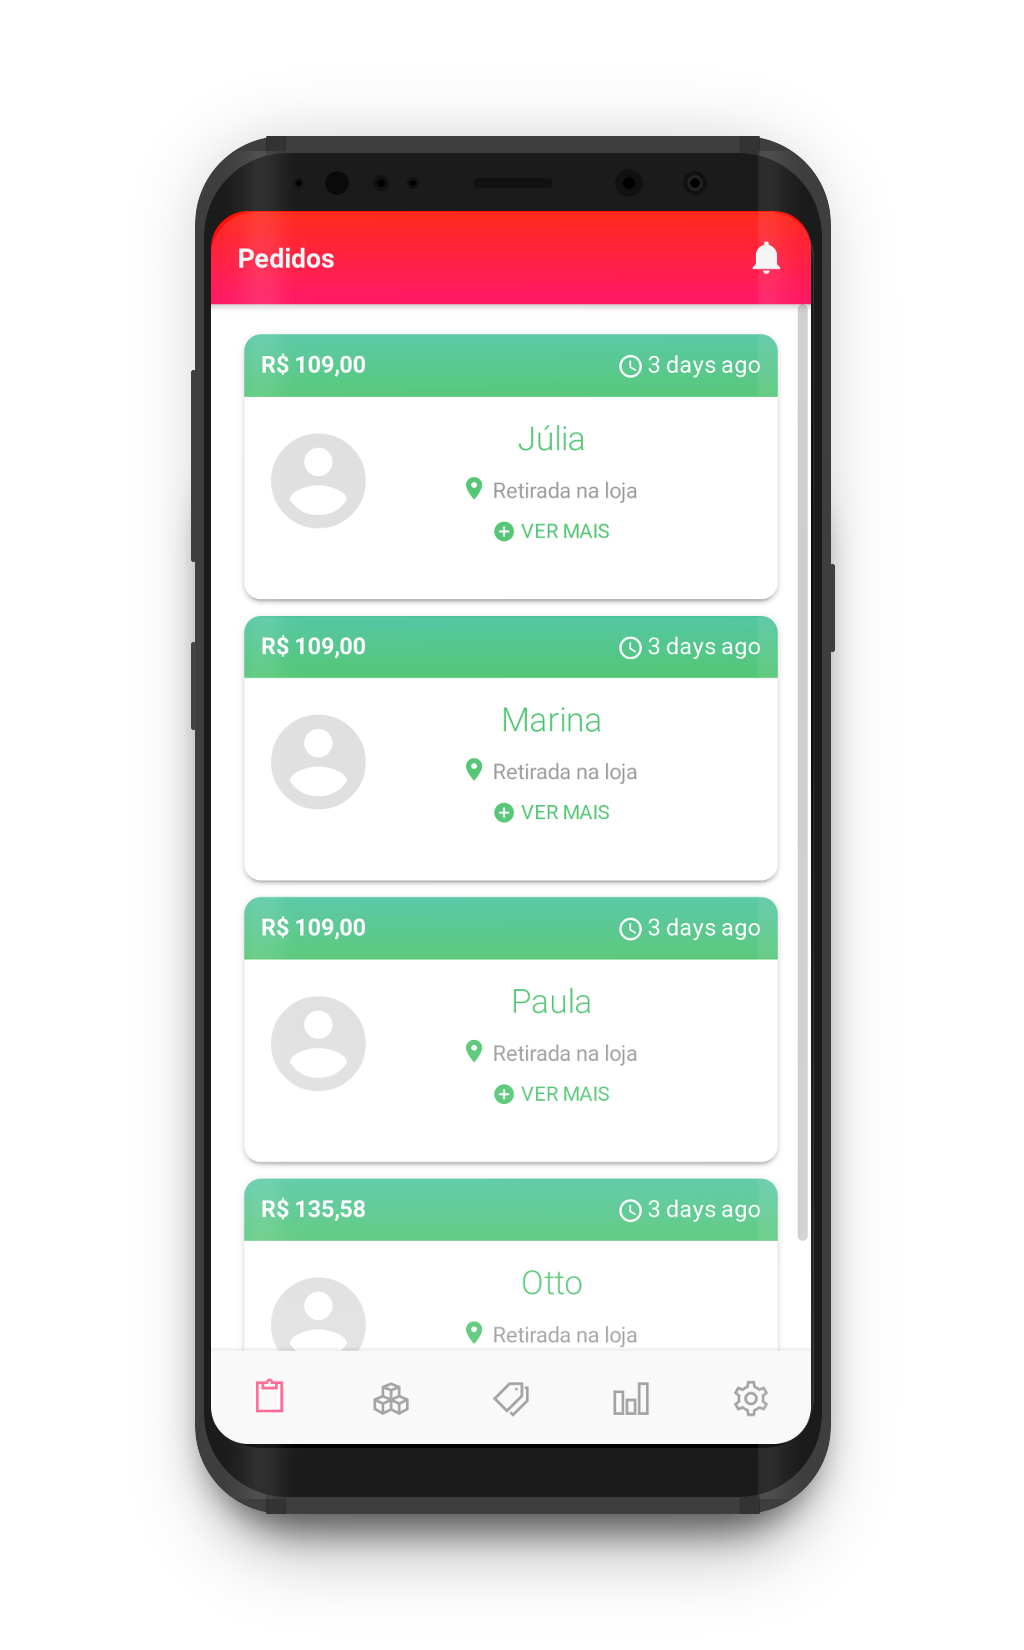 Pedidos
R$ 109,00 3 days ago
Júlia
Retirada na loja
VER MAIS
R$ 109,00 3 days ago
Marina
Retirada na loja
VER MAIS
R$ 109,00 3 days ago
Paula
Retirada na loja
VER MAIS
R$ 135,58 3 days ago
Otto
Retirada na loja